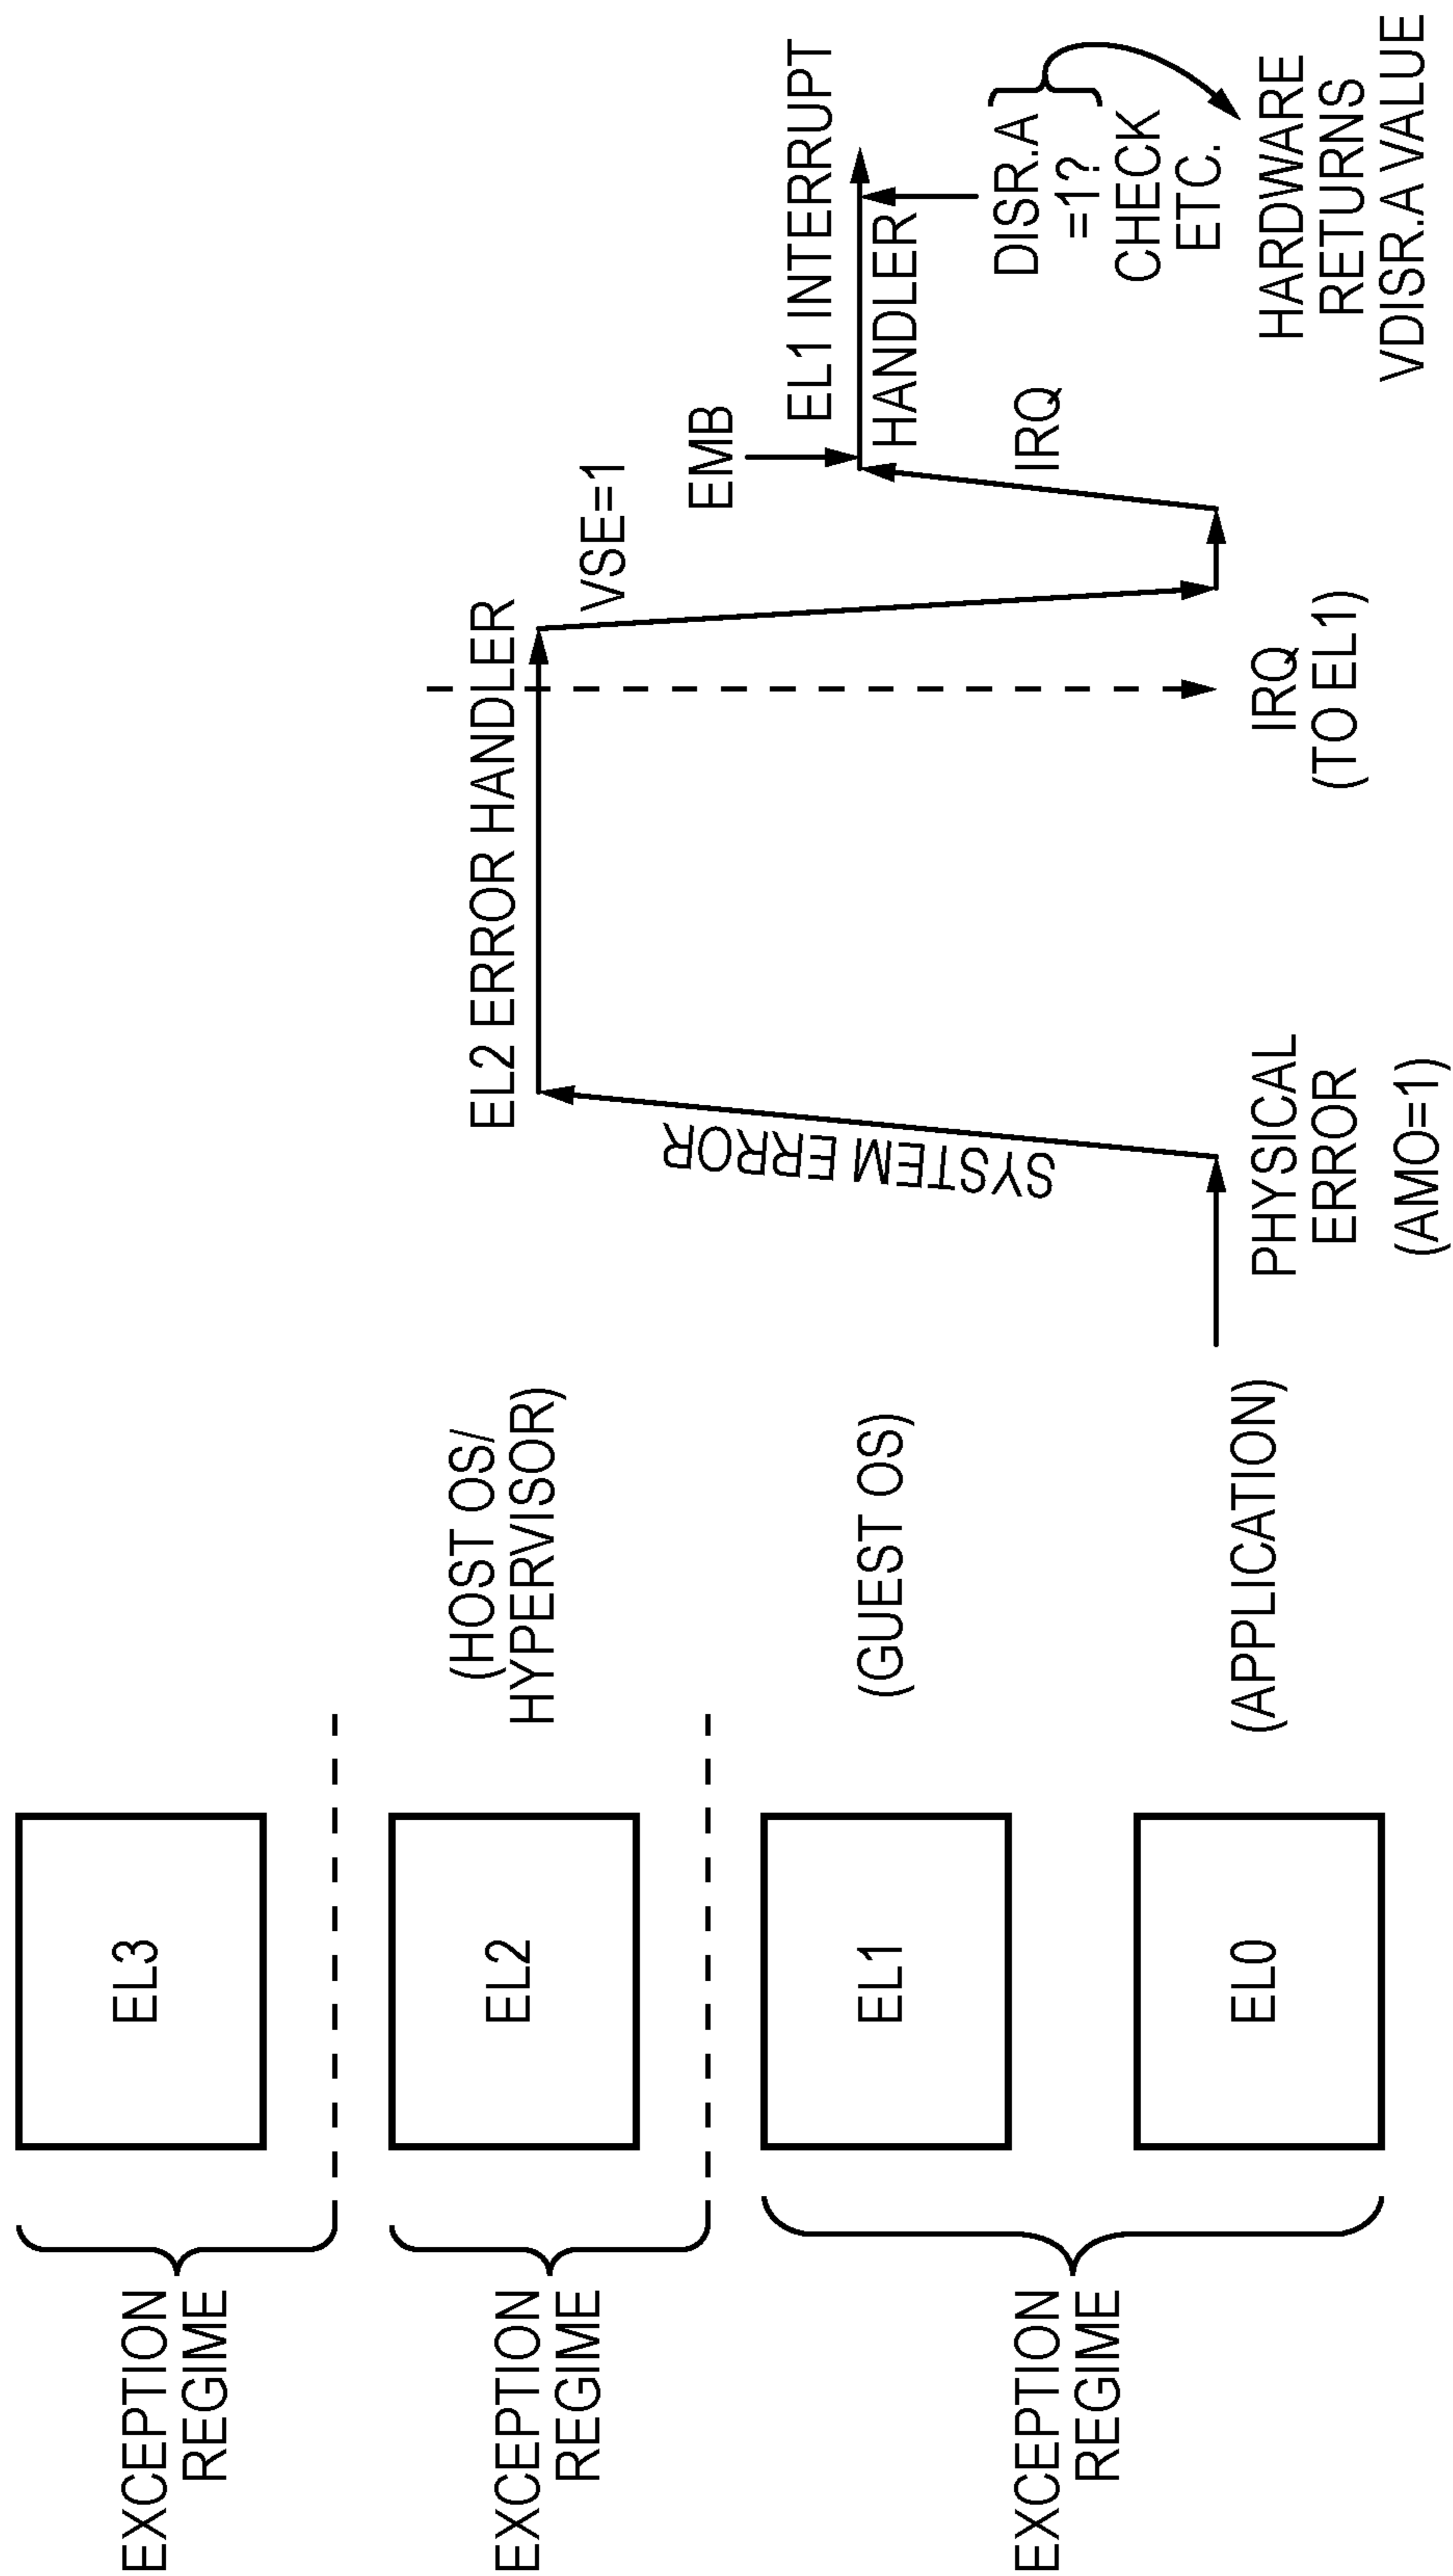 EXCEPTION
REGIME
EL3
EXCEPTION
REGIME
EL2
(HOST OS/
HYPERVISOR)
EXCEPTION
REGIME
EL1
(GUEST OS)
EL0
(APPLICATION)
PHYSICAL
ERROR
(AMO=1)
SYSTEM ERROR
EL2 ERROR HANDLER
VSE=1
IRQ
(TO EL1)
IRQ
EMB
EL1 INTERRUPT
HANDLER
DISR.A
=1?
CHECK
ETC.
HARDWARE
RETURNS
VDISR.A VALUE